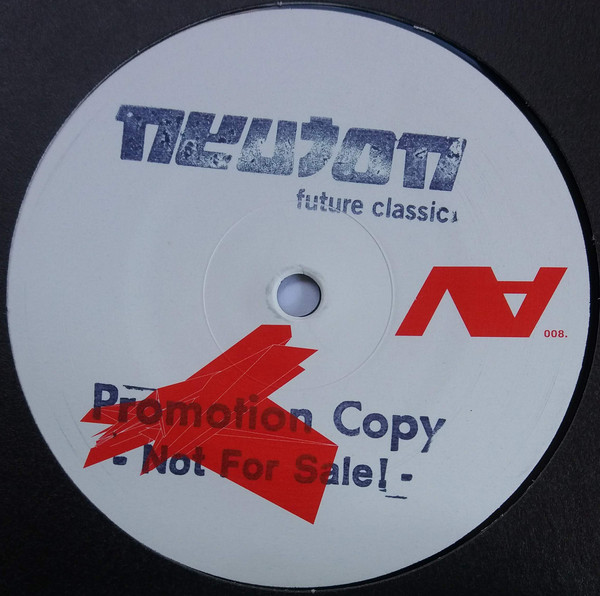 neuton
future classics
008.
Promotion Copy
- Not For Sale! -